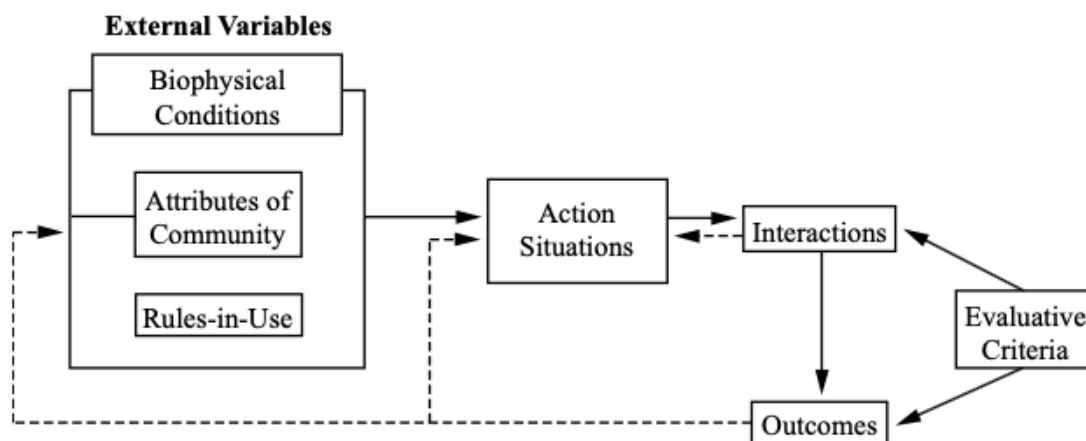 External Variables
Biophysical
Conditions
Attributes of
Community
Rules-in-Use
Action
Situations
Interactions
Evaluative
Criteria
Outcomes